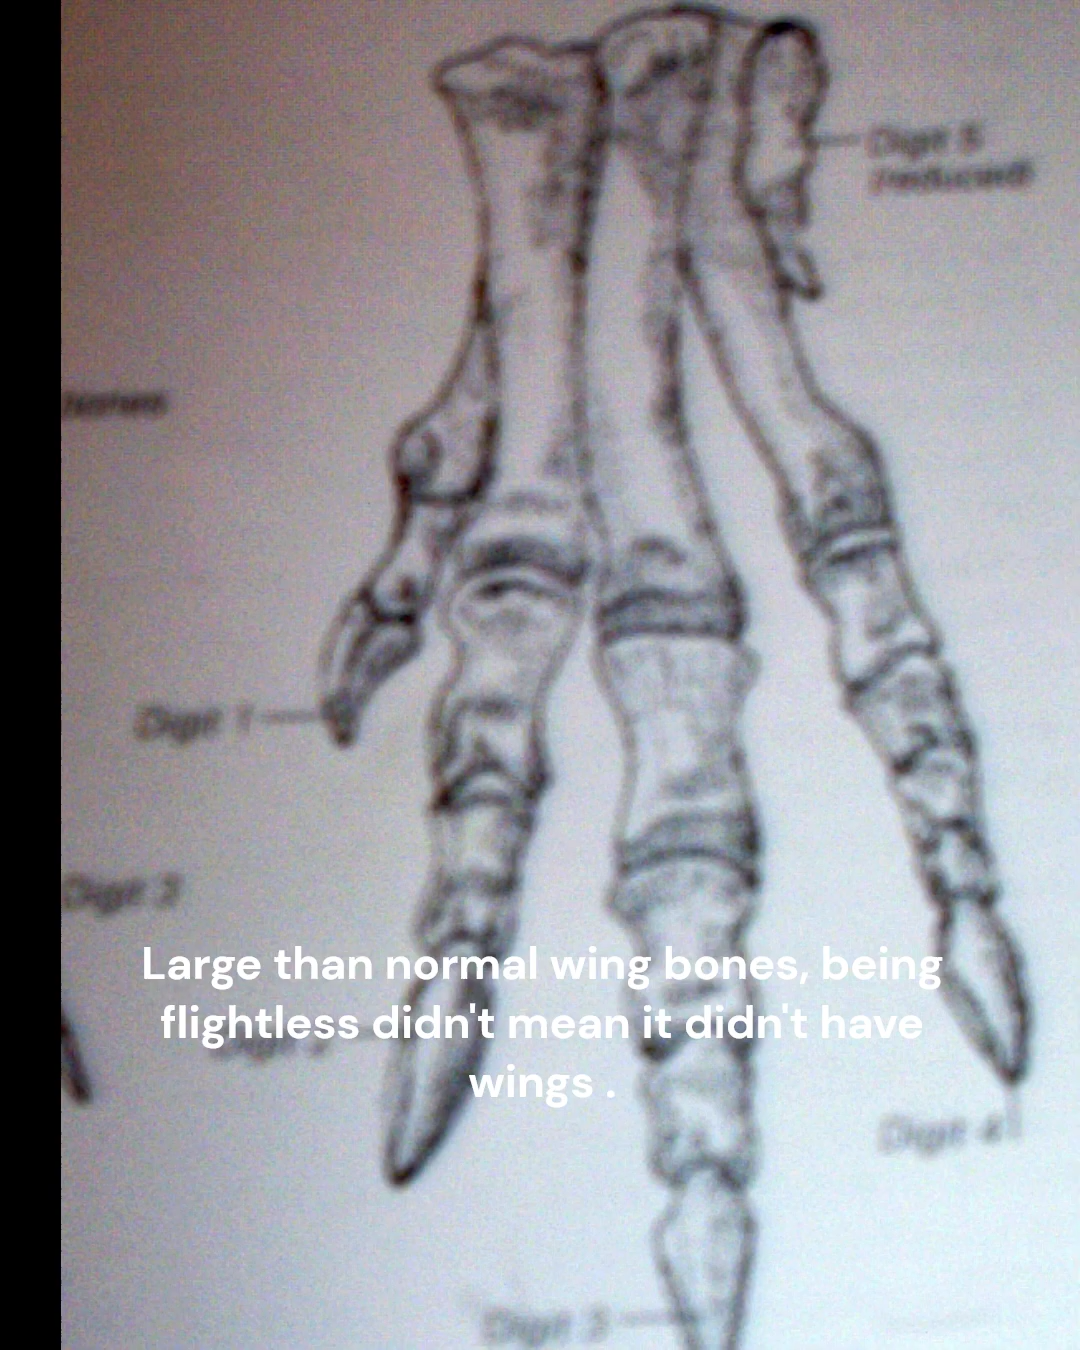 Digit 5
(reduced)
bones
Digit 1
Digit 2
Large than normal wing bones, being
flightless didn't mean it didn't have
wings .
Digit 4
Digit 3